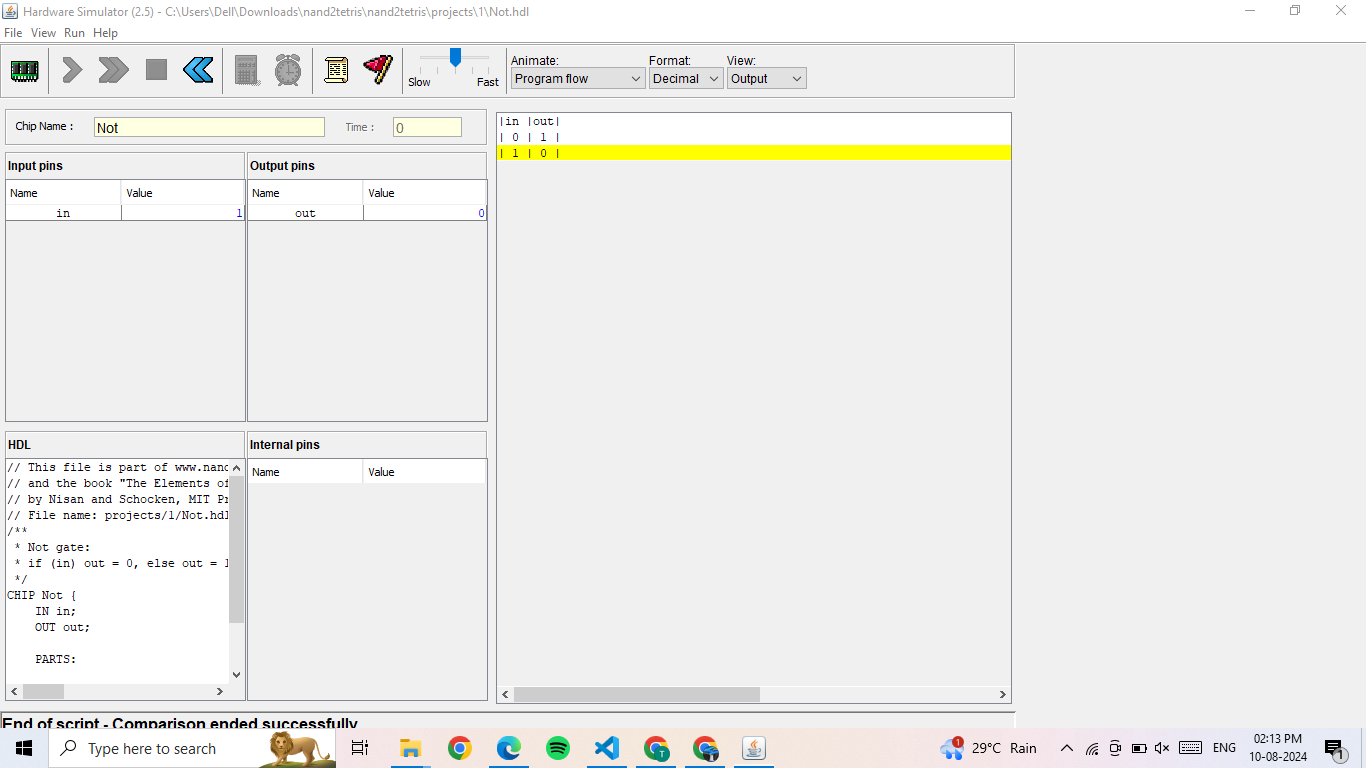 Hardware Simulator (2.5) - C:\Users\Dell\Downloads\nand2tetris\nand2tetris\projects\1\Not.hdl
File View Run Help
Animate: Format: View:
Slow Fast Program flow Decimal Output
Chip Name : Not Time : 0
Input pins
Name Value
in 1
Output pins
Name Value
out 0
|in |out|
| 0 | 1 |
| 1 | 0 |
HDL
// This file is part of www.nand
// and the book "The Elements of
// by Nisan and Schocken, MIT Pr
// File name: projects/1/Not.hdl
/**
* Not gate:
* if (in) out = 0, else out = 1
*/
CHIP Not {
IN in;
OUT out;
PARTS:
Internal pins
Name Value
End of script - Comparison ended successfully
Type here to search
T
1
29°C Rain
ENG
02:13 PM
10-08-2024
1